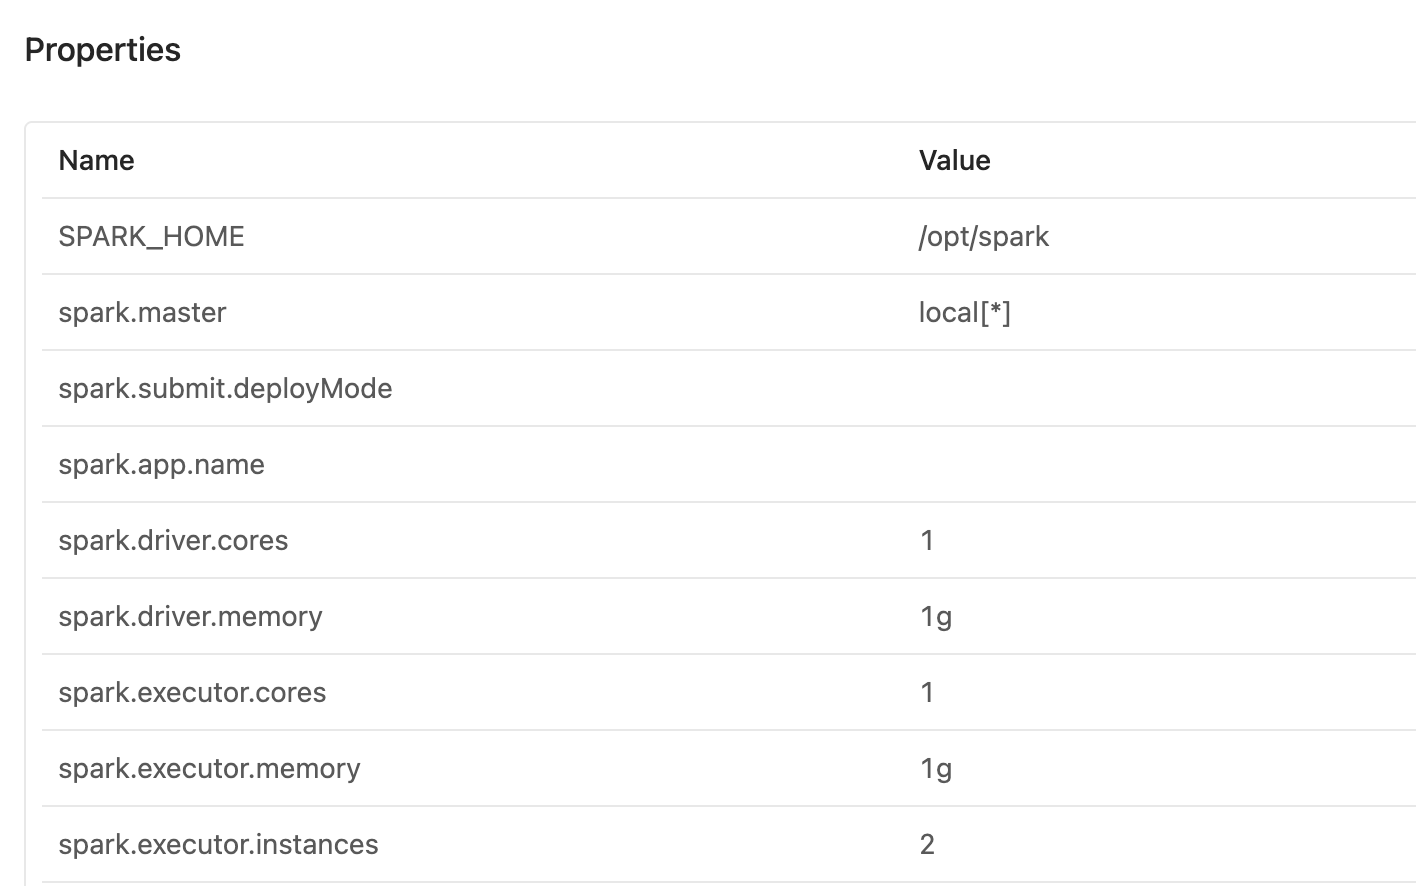 Properties
Name Value
SPARK_HOME /opt/spark
spark.master local[*]
spark.submit.deployMode
spark.app.name
spark.driver.cores 1
spark.driver.memory 1g
spark.executor.cores 1
spark.executor.memory 1g
spark.executor.instances 2